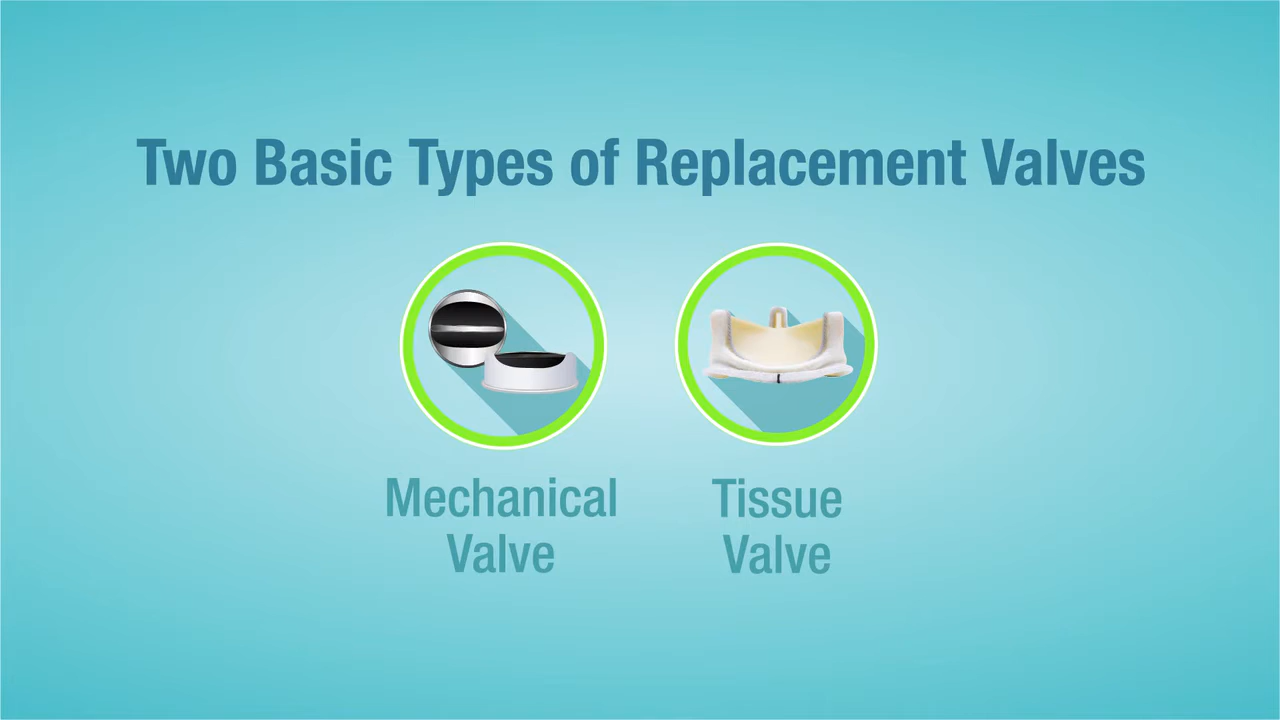 Two Basic Types of Replacement Valves
Mechanical
Valve
Tissue
Valve